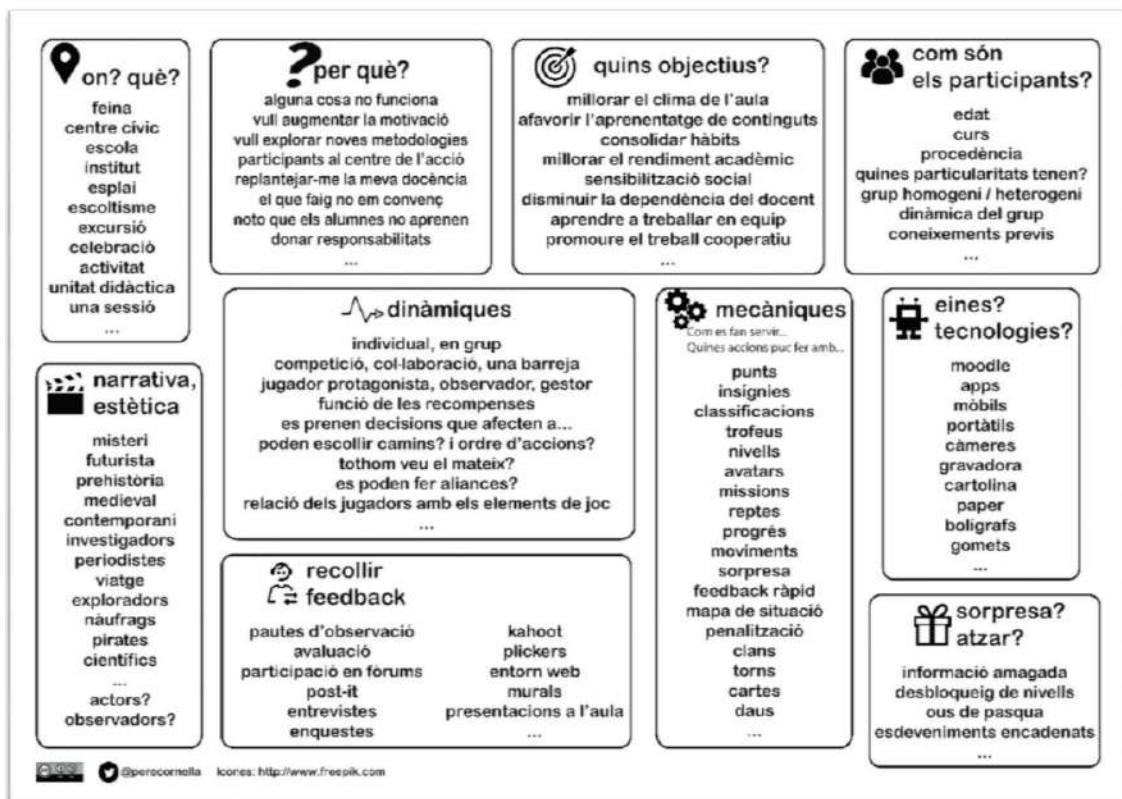 on? què?
feina
centre cívic
escola
institut
esplai
escoltisme
excursió
celebració
activitat
unitat didàctica
una sessió
...
per què?
alguna cosa no funciona
vull augmentar la motivació
vull explorar noves metodologies
participants al centre de l'acció
replantejar-me la meva docència
el que faig no em convenç
noto que els alumnes no aprenen
donar responsabilitats
...
quins objectius?
millorar el clima de l'aula
afavorir l'aprenentatge de continguts
consolidar hàbits
millorar el rendiment acadèmic
sensibilització social
disminuir la dependència del docent
aprendre a treballar en equip
promoure el treball cooperatiu
...
com són
els participants?
edat
curs
procedència
quines particularitats tenen?
grup homogeni / heterogeni
dinàmica del grup
coneixements previs
...
narrativa,
estètica
misteri
futurista
prehistòria
medieval
contemporani
investigadors
periodistes
viatge
exploradors
nàufrags
pirates
científics
...
actors?
observadors?
dinàmiques
individual, en grup
competició, col·laboració, una barreja
jugador protagonista, observador, gestor
funció de les recompenses
es prenen decisions que afecten a...
poden escollir camins? i ordre d'accions?
tothom veu el mateix?
es poden fer aliances?
relació dels jugadors amb els elements de joc
...
recollir
feedback
pautes d'observació
avaluació
participació en fòrums
post-it
entrevistes
enquestes
kahoot
plickers
entorn web
murals
presentacions a l'aula
...
mecàniques
Com es fan servir...
Quines accions puc fer amb...
punts
insígnies
classificacions
trofeus
nivells
avatars
missions
reptes
progrés
moviments
sorpresa
feedback ràpid
mapa de situació
penalització
clans
torns
cartes
daus
...
eines?
tecnologies?
moodle
apps
mòbils
portàtils
càmeres
gravadora
cartolina
paper
bolígrafs
gomets
...
sorpresa?
atzar?
informació amagada
desbloqueig de nivells
ous de pasqua
esdeveniments encadenats
...
@perecornella Icones: http://www.freepik.com